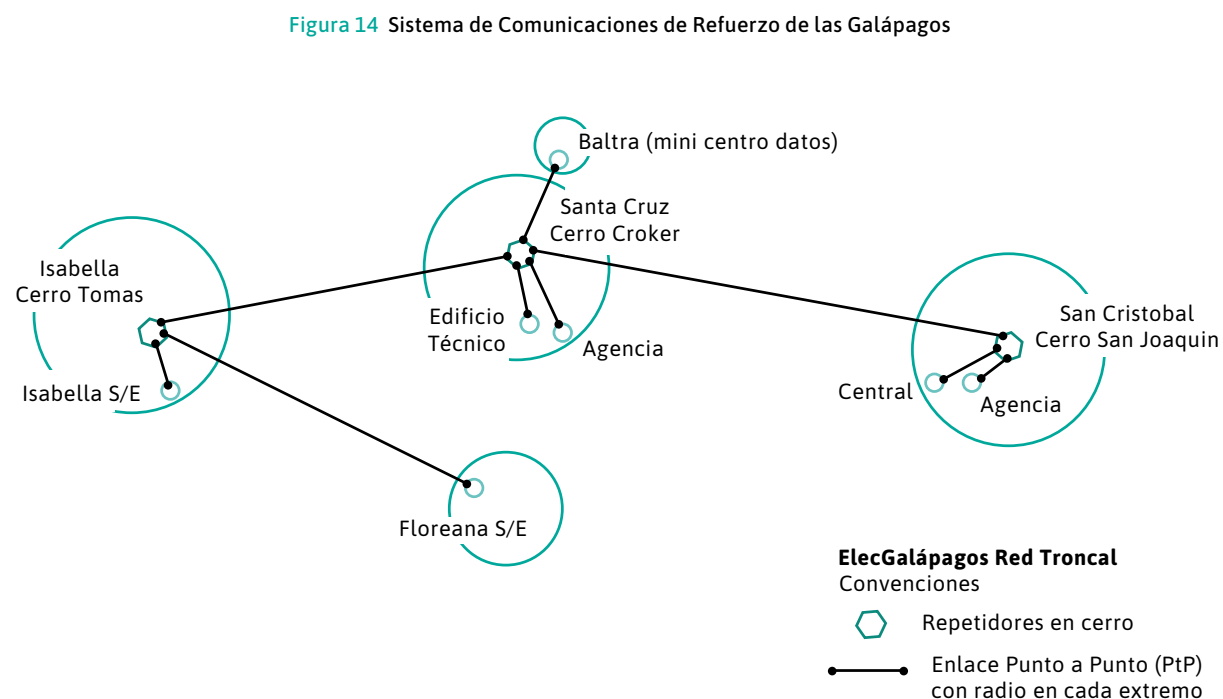 Figura 14 Sistema de Comunicaciones de Refuerzo de las Galápagos
Baltra (mini centro datos)
Santa Cruz
Cerro Croker
Isabella
Cerro Tomas
Edificio
Técnico
Agencia
San Cristobal
Cerro San Joaquin
Isabella S/E
Central
Agencia
Floreana S/E
ElecGalápagos Red Troncal
Convenciones
Repetidores en cerro
Enlace Punto a Punto (PtP)
con radio en cada extremo